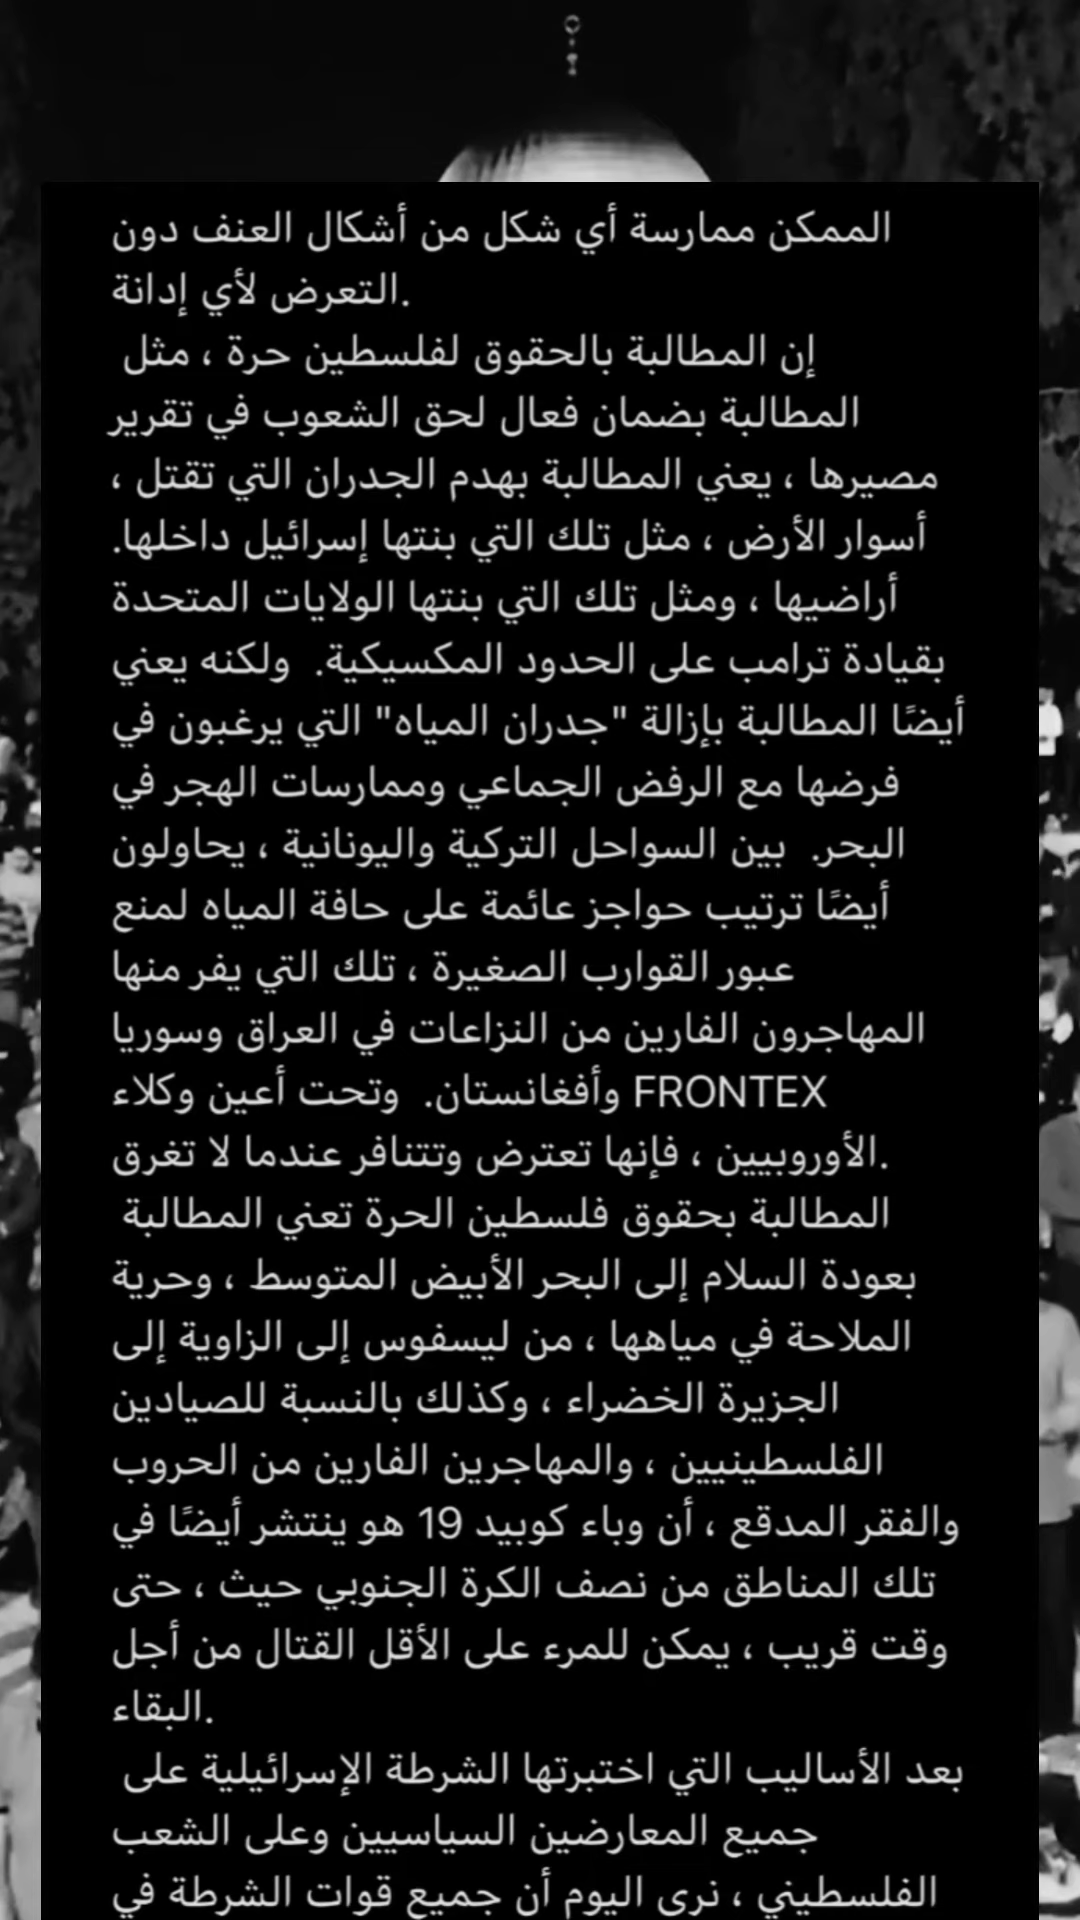 الممكن ممارسة أي شكل من أشكال العنف دون
التعرض لأي إدانة.
إن المطالبة بالحقوق لفلسطين حرة ، مثل
المطالبة بضمان فعال لحق الشعوب في تقرير
مصيرها ، يعني المطالبة بهدم الجدران التي تقتل ،
أسوار الأرض ، مثل تلك التي بنتها إسرائيل داخلها.
أراضيها ، ومثل تلك التي بنتها الولايات المتحدة
بقيادة ترامب على الحدود المكسيكية. ولكنه يعني
أيضًا المطالبة بإزالة "جدران المياه" التي يرغبون في
فرضها مع الرفض الجماعي وممارسات الهجر في
البحر. بين السواحل التركية واليونانية ، يحاولون
أيضًا ترتيب حواجز عائمة على حافة المياه لمنع
عبور القوارب الصغيرة ، تلك التي يفر منها
المهاجرون الفارين من النزاعات في العراق وسوريا
وأفغانستان. وتحت أعين وكلاء FRONTEX
الأوروبيين ، فإنها تعترض وتتنافر عندما لا تغرق.
المطالبة بحقوق فلسطين الحرة تعني المطالبة
بعودة السلام إلى البحر الأبيض المتوسط ، وحرية
الملاحة في مياهها ، من ليسفوس إلى الزاوية إلى
الجزيرة الخضراء ، وكذلك بالنسبة للصيادين
الفلسطينيين ، والمهاجرين الفارين من الحروب
والفقر المدقع ، أن وباء كوبيد 19 هو ينتشر أيضًا في
تلك المناطق من نصف الكرة الجنوبي حيث ، حتى
وقت قريب ، يمكن للمرء على الأقل القتال من أجل
البقاء.
بعد الأساليب التي اختبرتها الشرطة الإسرائيلية على
جميع المعارضين السياسيين وعلى الشعب
الفلسطيني ، نرى اليوم أن جميع قوات الشرطة في